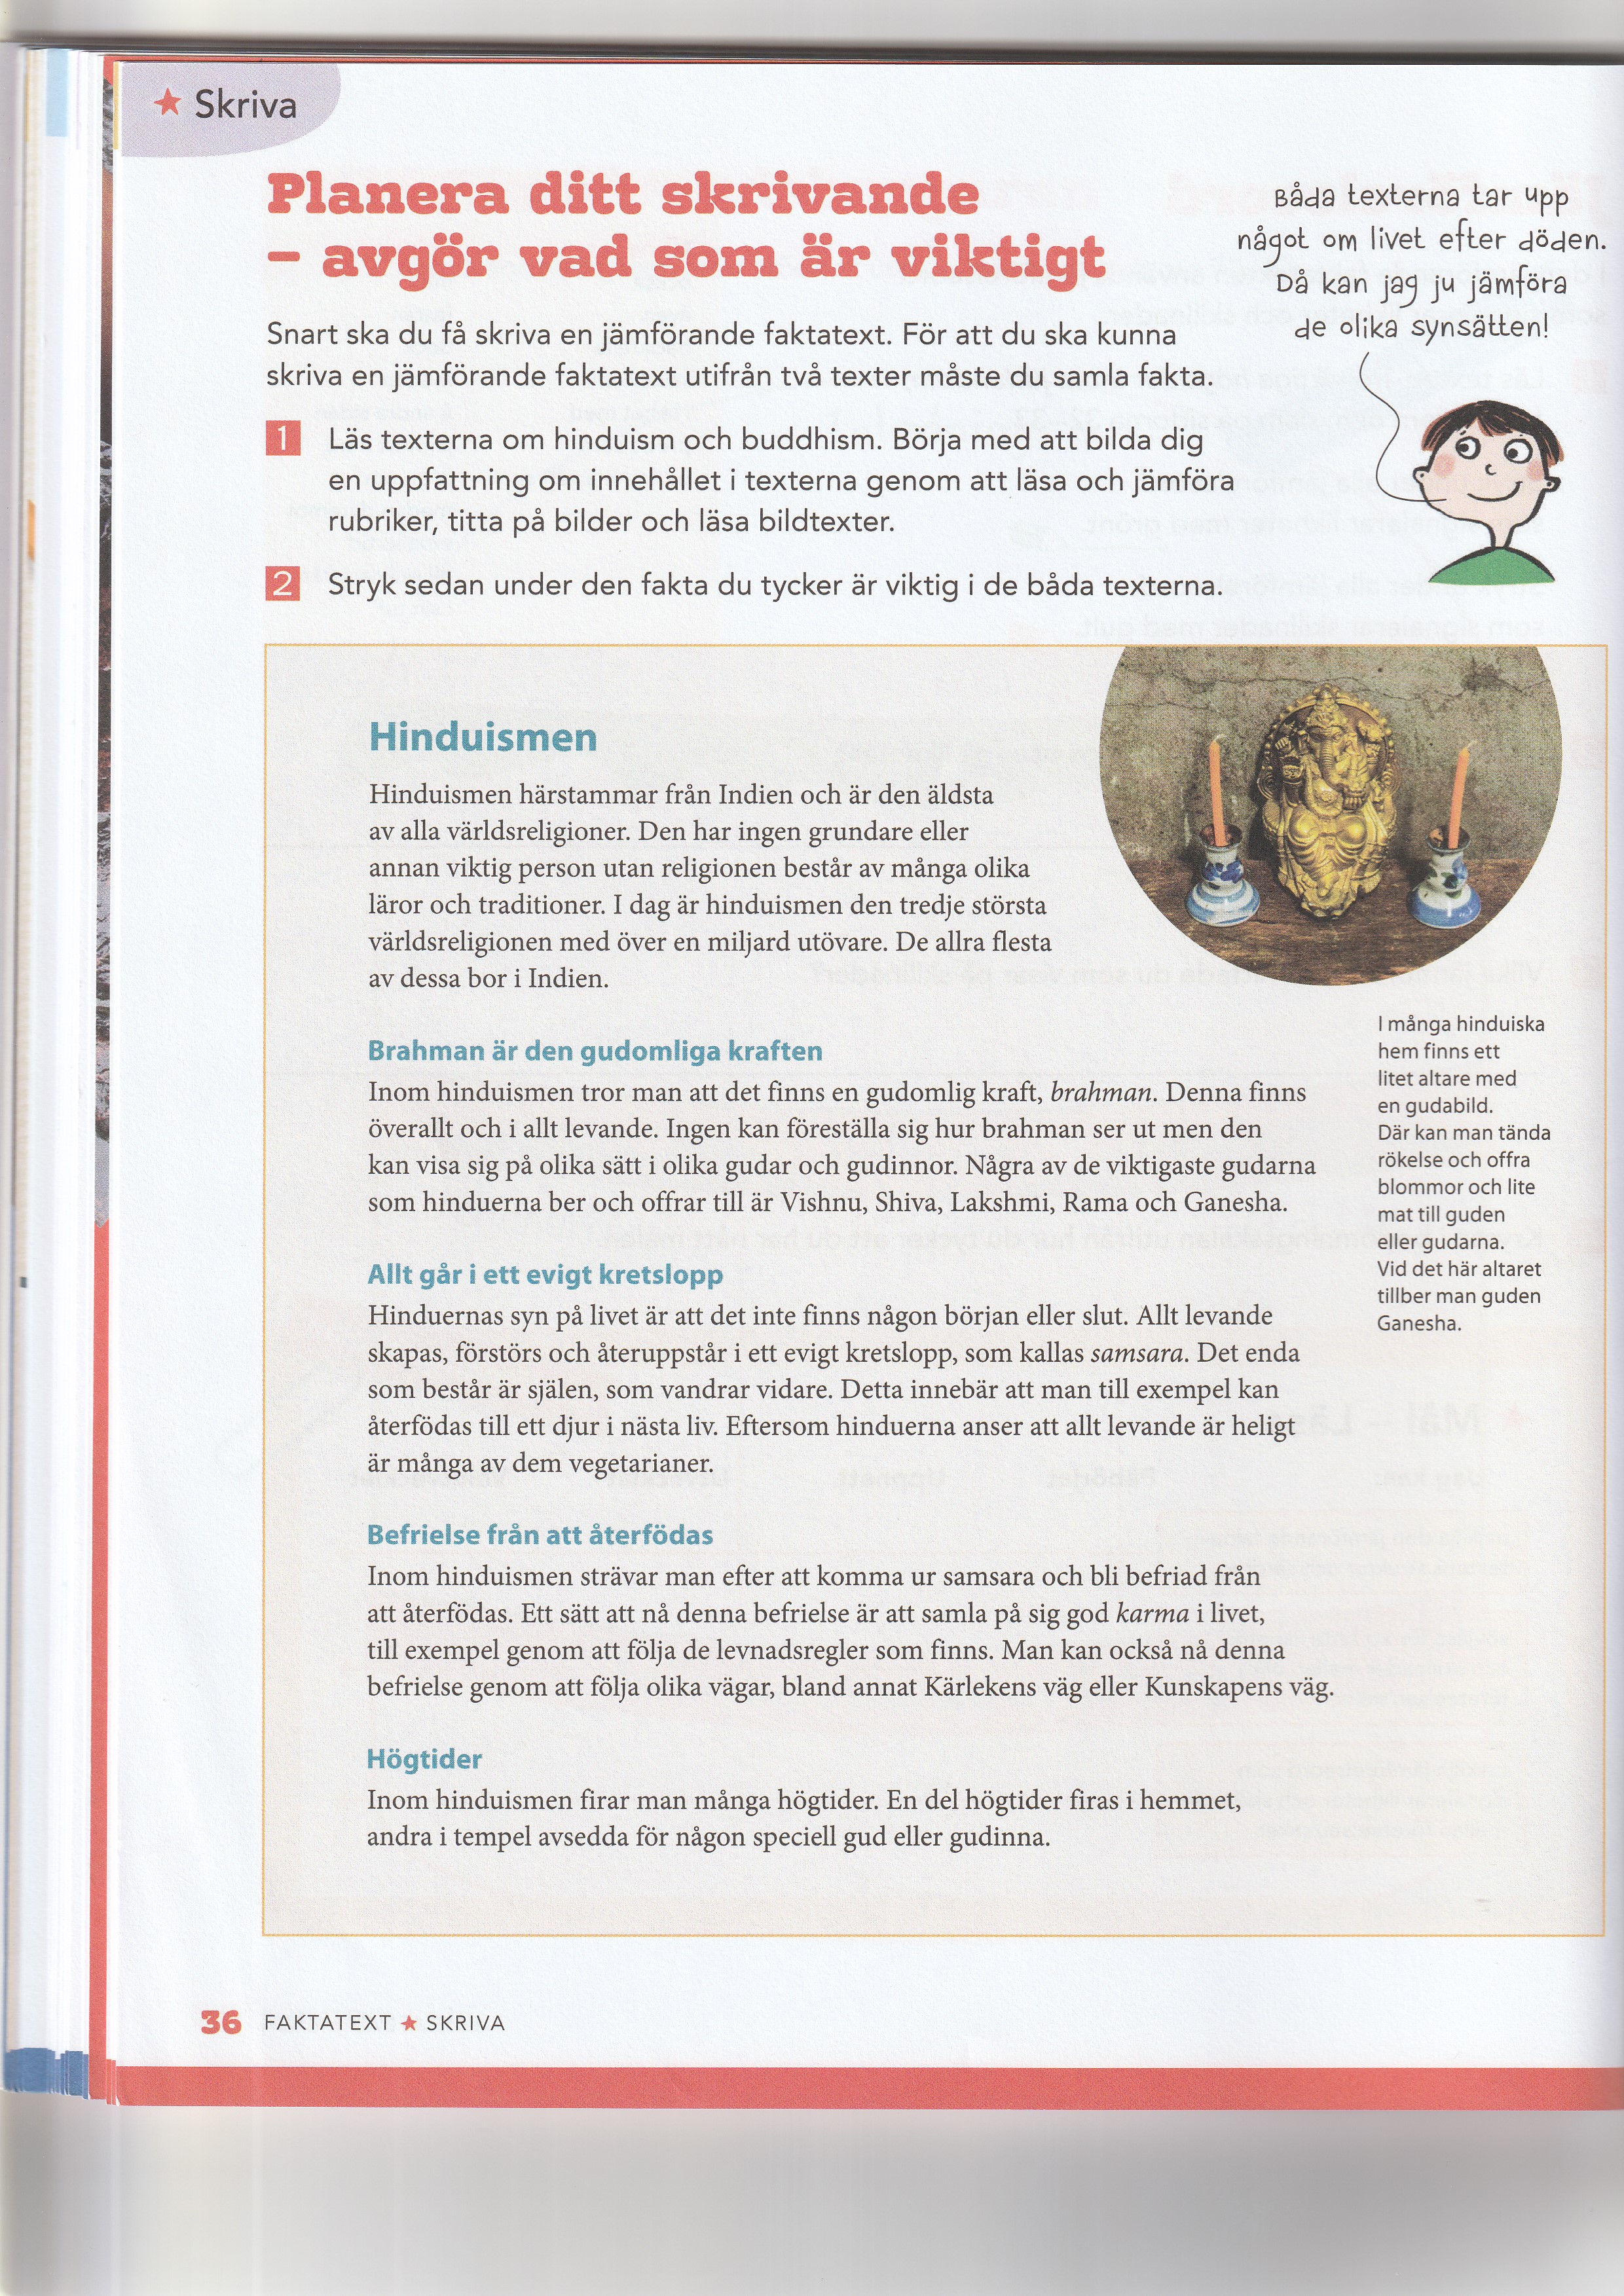 Skriva
Planera ditt skrivande
– avgör vad som är viktigt
Båda texterna tar upp
något om livet efter döden.
Då kan jag ju jämföra
de olika synsätten!
Snart ska du få skriva en jämförande faktatext. För att du ska kunna
skriva en jämförande faktatext utifrån två texter måste du samla fakta.
1 Läs texterna om hinduism och buddhism. Börja med att bilda dig
en uppfattning om innehållet i texterna genom att läsa och jämföra
rubriker, titta på bilder och läsa bildtexter.
2 Stryk sedan under den fakta du tycker är viktig i de båda texterna.
Hinduismen
Hinduismen härstammar från Indien och är den äldsta
av alla världsreligioner. Den har ingen grundare eller
annan viktig person utan religionen består av många olika
läror och traditioner. I dag är hinduismen den tredje största
världsreligionen med över en miljard utövare. De allra flesta
av dessa bor i Indien.
Brahman är den gudomliga kraften
Inom hinduismen tror man att det finns en gudomlig kraft, brahman. Denna finns
överallt och i allt levande. Ingen kan föreställa sig hur brahman ser ut men den
kan visa sig på olika sätt i olika gudar och gudinnor. Några av de viktigaste gudarna
som hinduerna ber och offrar till är Vishnu, Shiva, Lakshmi, Rama och Ganesha.
Allt går i ett evigt kretslopp
Hinduernas syn på livet är att det inte finns någon början eller slut. Allt levande
skapas, förstörs och återuppstår i ett evigt kretslopp, som kallas samsara. Det enda
som består är själen, som vandrar vidare. Detta innebär att man till exempel kan
återfödas till ett djur i nästa liv. Eftersom hinduerna anser att allt levande är heligt
är många av dem vegetarianer.
Befrielse från att återfödas
Inom hinduismen strävar man efter att komma ur samsara och bli befriad från
att återfödas. Ett sätt att nå denna befrielse är att samla på sig god karma i livet,
till exempel genom att följa de levnadsregler som finns. Man kan också nå denna
befrielse genom att följa olika vägar, bland annat Kärlekens väg eller Kunskapens väg.
Högtider
Inom hinduismen firar man många högtider. En del högtider firas i hemmet,
andra i tempel avsedda för någon speciell gud eller gudinna.
I många hinduiska
hem finns ett
litet altare med
en gudabild.
Där kan man tända
rökelse och offra
blommor och lite
mat till guden
eller gudarna.
Vid det här altaret
tillber man guden
Ganesha.
36 FAKTATEXT ★ SKRIVA